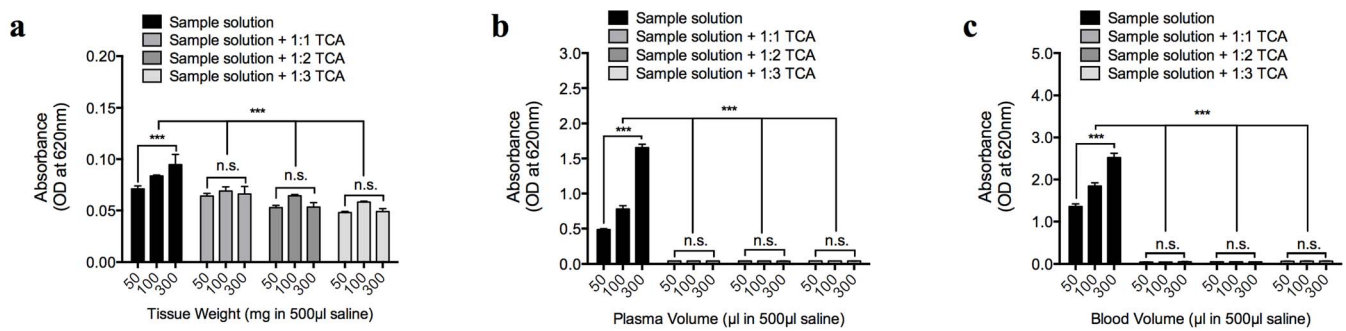 a
Sample solution
Sample solution + 1:1 TCA
Sample solution + 1:2 TCA
Sample solution + 1:3 TCA
Absorbance
(OD at 620nm)
0.20
0.15
0.10
0.05
0.00
***
***
n.s.
n.s.
n.s.
50 100 300 50 100 300 50 100 300 50 100 300
Tissue Weight (mg in 500µl saline)
b
Sample solution
Sample solution + 1:1 TCA
Sample solution + 1:2 TCA
Sample solution + 1:3 TCA
Absorbance
(OD at 620nm)
3.0
2.5
2.0
1.5
1.0
0.5
0.0
***
***
n.s.
n.s.
n.s.
50 100 300 50 100 300 50 100 300 50 100 300
Plasma Volume (µl in 500µl saline)
c
Sample solution
Sample solution + 1:1 TCA
Sample solution + 1:2 TCA
Sample solution + 1:3 TCA
Absorbance
(OD at 620nm)
5.0
4.0
3.0
2.0
1.0
0.0
***
***
n.s.
n.s.
n.s.
50 100 300 50 100 300 50 100 300 50 100 300
Blood Volume (µl in 500µl saline)